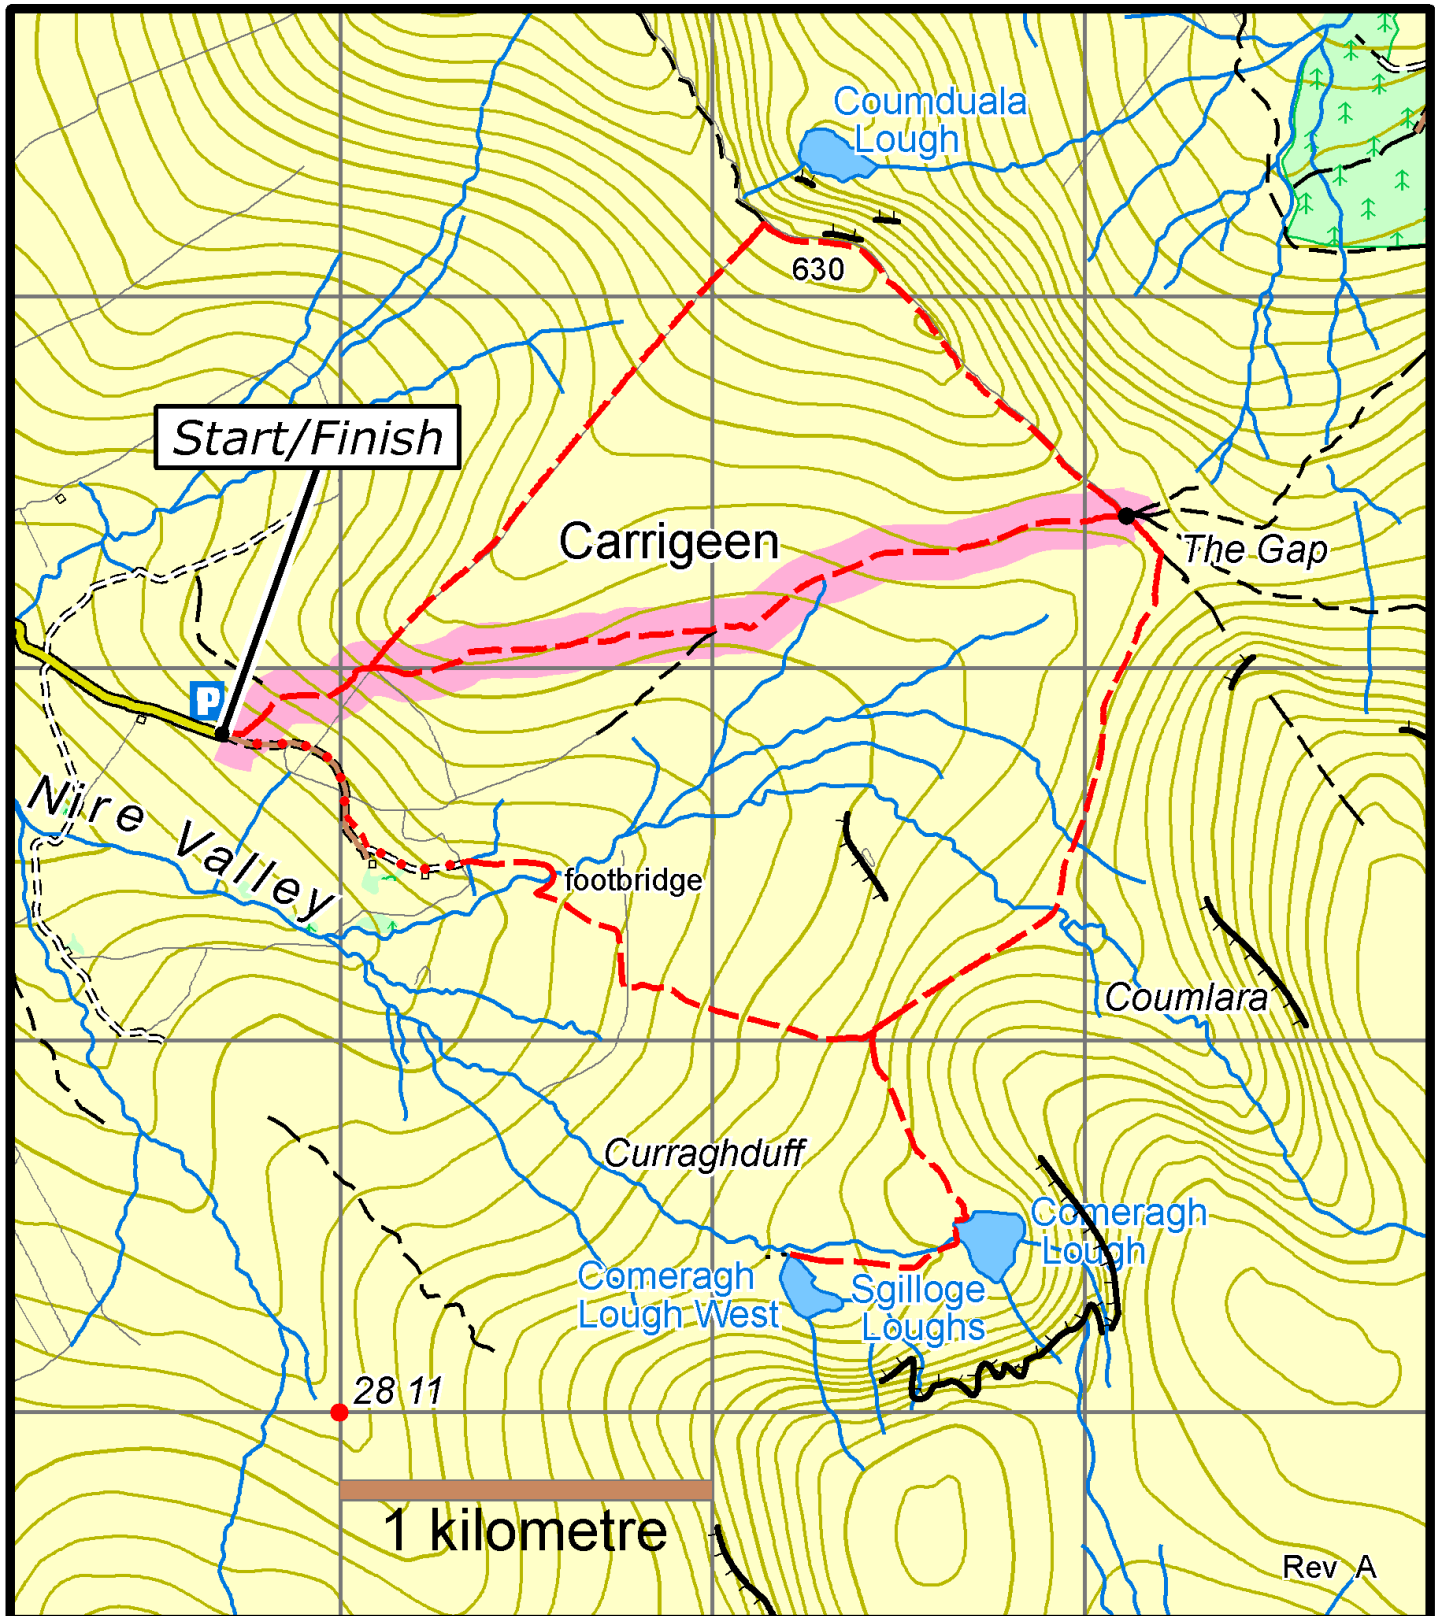 Coumduala
Lough
630
Start/Finish
Carrigeen
The Gap
P
Nire Valley
footbridge
Coumlara
Curraghduff
Comeragh
Lough
Comeragh
Lough West
Sgilloge
Loughs
28 11
1 kilometre
Rev A